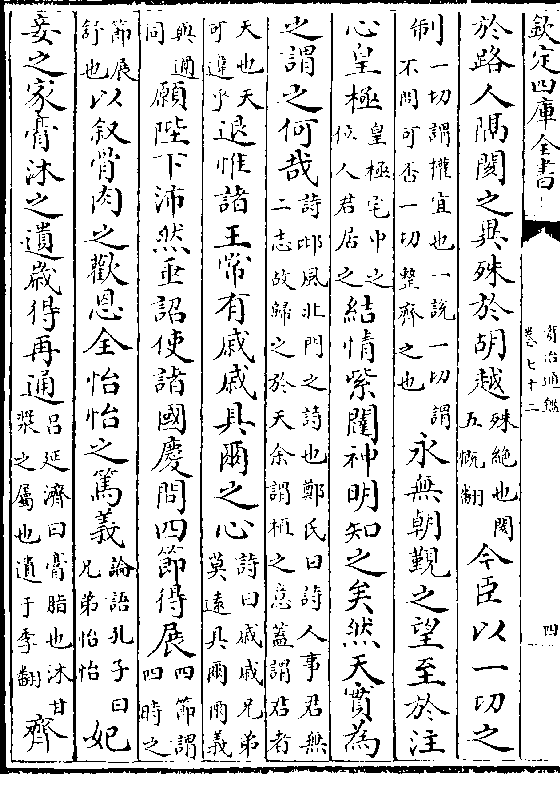 欽定四庫全書
資治通鑑
卷七十二
四
於路人隔閡之異殊於胡越殊絶也閡五慨翻今臣以一切之
制一切謂權宜也一説一切謂不問可否一切整齊之也永無朝覲之望至於注
心皇極皇極宅中之位人君居之結情紫闥神明知之矣然天實為
之謂之何哉詩邶風北門之詩也鄭氏曰詩人事君無二志故歸之於天余謂植之意蓋謂君者
天也天可違乎退惟諸王常有戚戚具爾之心詩曰戚戚兄弟莫遠具爾爾義
與邇同願陛下沛然垂詔使諸國慶問四節得展四節謂四時之
節展舒也以叙骨肉之歡恩全怡怡之篤義論語孔子曰兄弟怡怡妃
妾之家膏沐之遺歲得再通呂延濟曰膏脂也沐甘漿之屬也遺于季翻齊